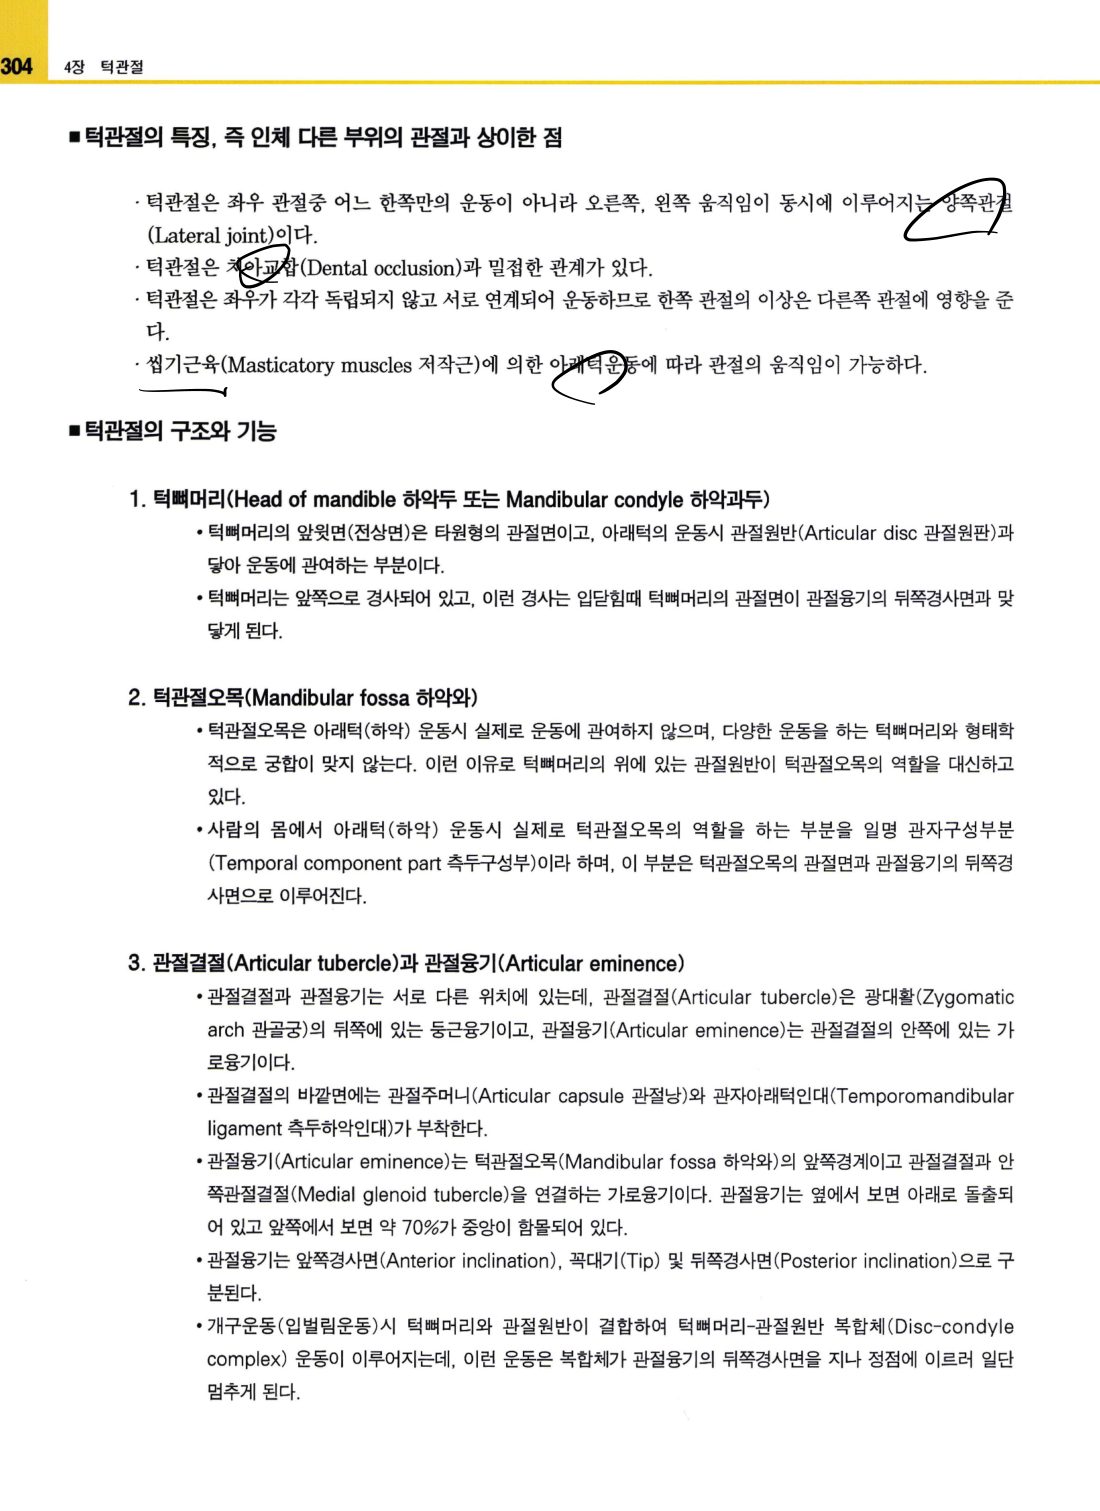 304 4장 턱관절
■ 턱관절의 특징, 즉 인체 다른 부위의 관절과 상이한 점
· 턱관절은 좌우 관절중 어느 한쪽만의 운동이 아니라 오른쪽, 왼쪽 움직임이 동시에 이루어지는 양쪽관절
(Lateral joint)이다.
· 턱관절은 치아교합(Dental occlusion)과 밀접한 관계가 있다.
· 턱관절은 좌우가 각각 독립되지 않고 서로 연계되어 운동하므로 한쪽 관절의 이상은 다른쪽 관절에 영향을 준
다.
· 씹기근육(Masticatory muscles 저작근)에 의한 아래턱운동에 따라 관절의 움직임이 가능하다.
■ 턱관절의 구조와 기능
1. 턱뼈머리(Head of mandible 하악두 또는 Mandibular condyle 하악과두)
• 턱뼈머리의 앞윗면(전상면)은 타원형의 관절면이고, 아래턱의 운동시 관절원반(Articular disc 관절원판)과
닿아 운동에 관여하는 부분이다.
• 턱뼈머리는 앞쪽으로 경사되어 있고, 이런 경사는 입닫힘때 턱뼈머리의 관절면이 관절융기의 뒤쪽경사면과 맞
닿게 된다.
2. 턱관절오목(Mandibular fossa 하악와)
• 턱관절오목은 아래턱(하악) 운동시 실제로 운동에 관여하지 않으며, 다양한 운동을 하는 턱뼈머리와 형태학
적으로 궁합이 맞지 않는다. 이런 이유로 턱뼈머리의 위에 있는 관절원반이 턱관절오목의 역할을 대신하고
있다.
• 사람의 몸에서 아래턱(하악) 운동시 실제로 턱관절오목의 역할을 하는 부분을 일명 관자구성부분
(Temporal component part 측두구성부)이라 하며, 이 부분은 턱관절오목의 관절면과 관절융기의 뒤쪽경
사면으로 이루어진다.
3. 관절결절(Articular tubercle)과 관절융기(Articular eminence)
• 관절결절과 관절융기는 서로 다른 위치에 있는데, 관절결절(Articular tubercle)은 광대활(Zygomatic
arch 관골궁)의 뒤쪽에 있는 둥근융기이고, 관절융기(Articular eminence)는 관절결절의 안쪽에 있는 가
로융기이다.
• 관절결절의 바깥면에는 관절주머니(Articular capsule 관절낭)와 관자아래턱인대(Temporomandibular
ligament 측두하악인대)가 부착한다.
• 관절융기(Articular eminence)는 턱관절오목(Mandibular fossa 하악와)의 앞쪽경계이고 관절결절과 안
쪽관절결절(Medial glenoid tubercle)을 연결하는 가로융기이다. 관절융기는 옆에서 보면 아래로 돌출되
어 있고 앞쪽에서 보면 약 70%가 중앙이 함몰되어 있다.
• 관절융기는 앞쪽경사면(Anterior inclination), 꼭대기(Tip) 및 뒤쪽경사면(Posterior inclination)으로 구
분된다.
• 개구운동(입벌림운동)시 턱뼈머리와 관절원반이 결합하여 턱뼈머리-관절원반 복합체(Disc-condyle
complex) 운동이 이루어지는데, 이런 운동은 복합체가 관절융기의 뒤쪽경사면을 지나 정점에 이르러 일단
멈추게 된다.